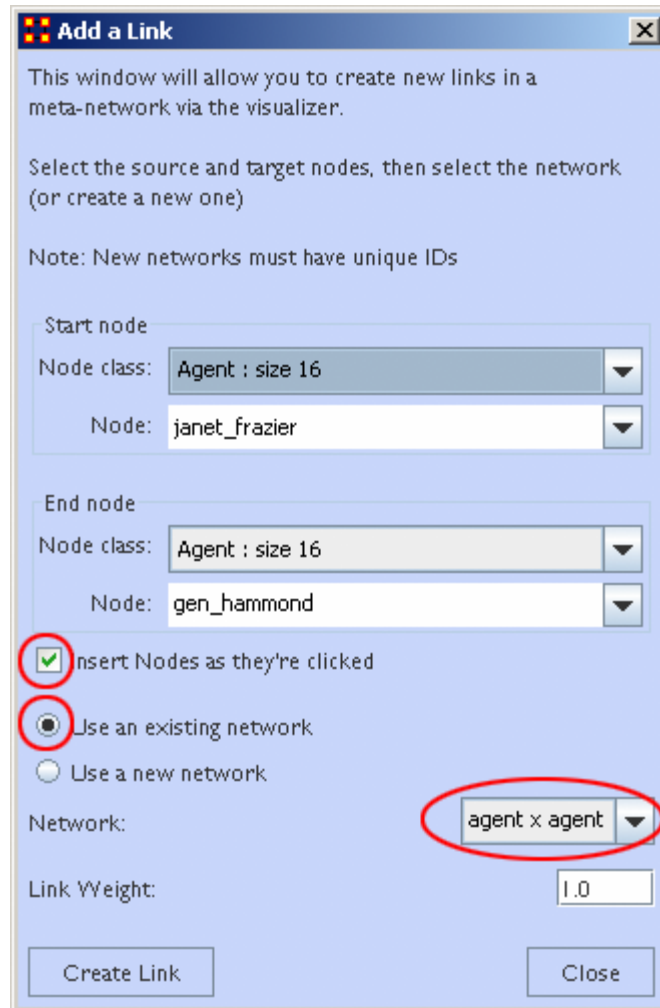 Add a Link
This window will allow you to create new links in a
meta-network via the visualizer.
Select the source and target nodes, then select the network
(or create a new one)
Note: New networks must have unique IDs
Start node
Node class: Agent : size 16
Node: janet_frazier
End node
Node class: Agent : size 16
Node: gen_hammond
Insert Nodes as they're clicked
Use an existing network
Use a new network
Network: agent x agent
Link Weight: 1.0
Create Link Close